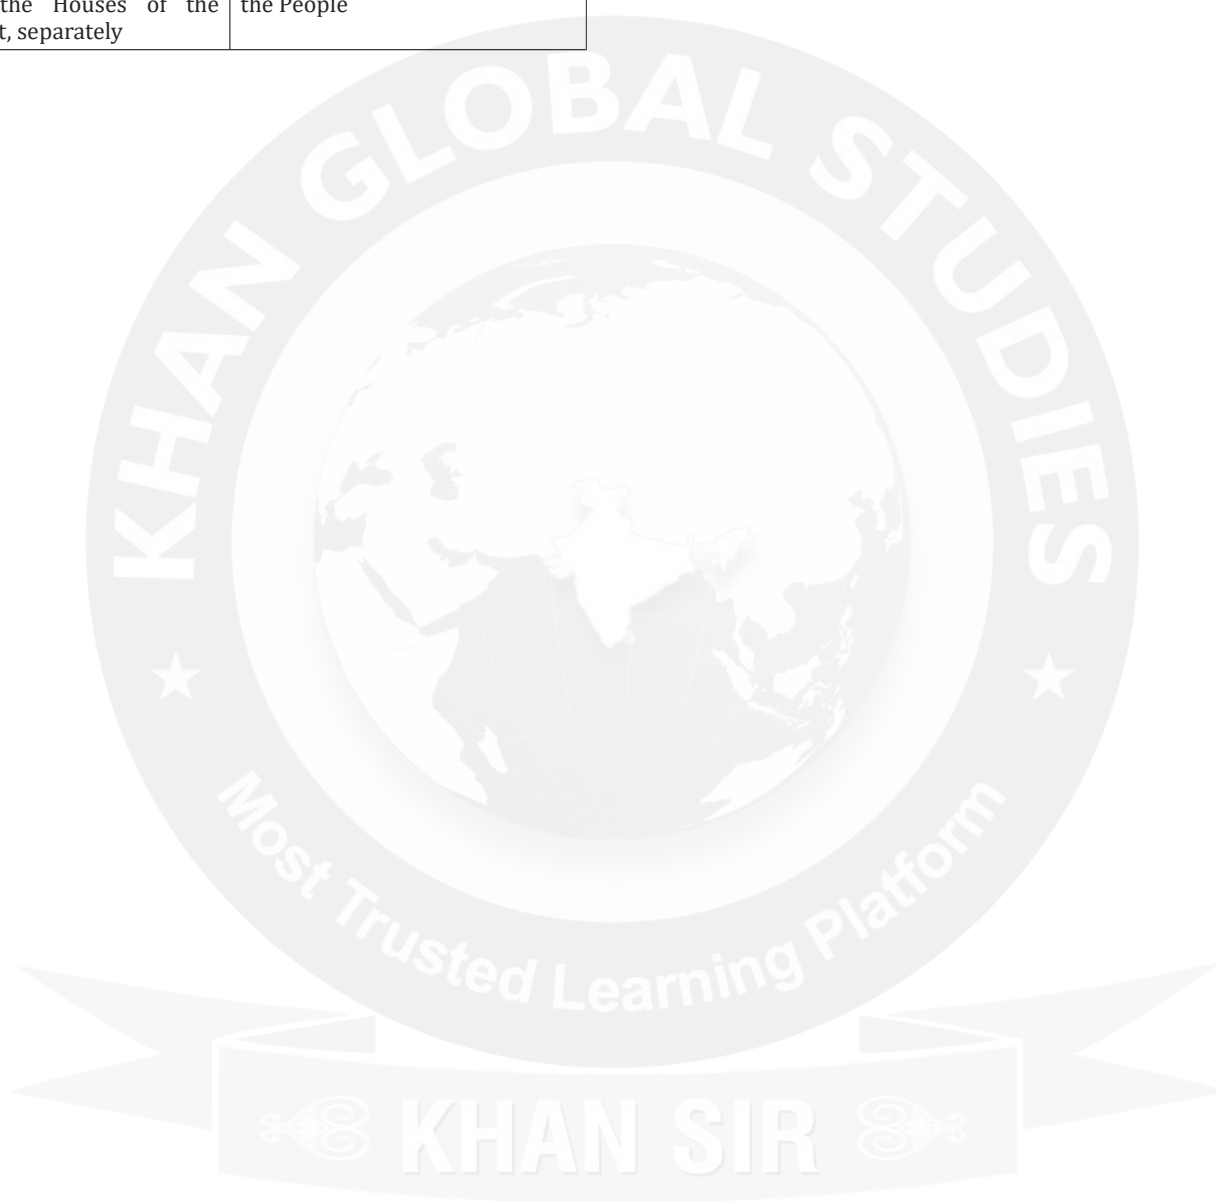 the Houses of the the People
t, separately
KHAN GLOBAL STUDIES
Most Trusted Learning Platform
KHAN SIR